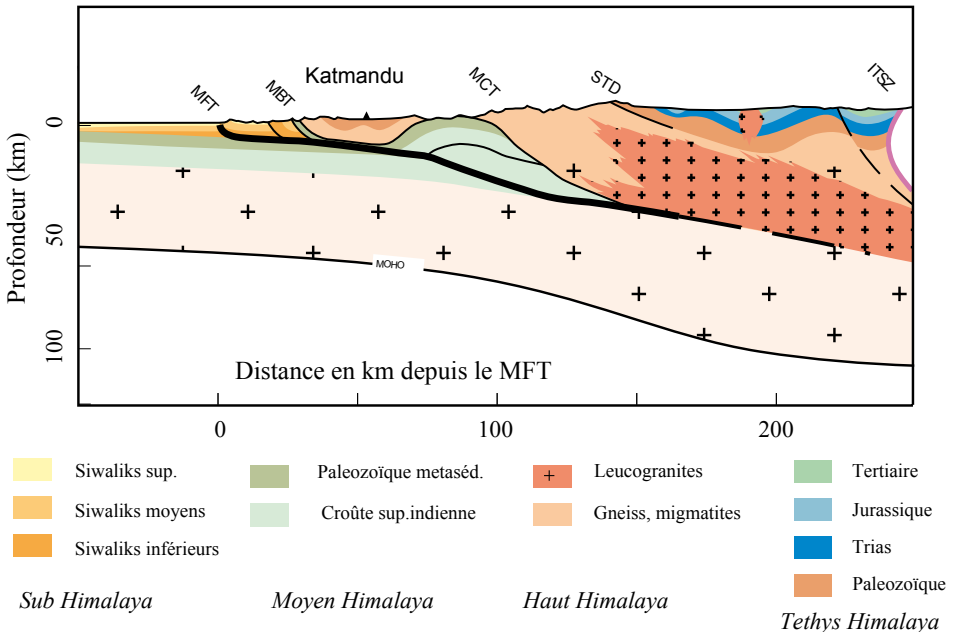 MFT
MBT
Katmandu
MCT
STD
ITSZ
Profondeur (km)
0
50
100
MOHO
Distance en km depuis le MFT
0
100
200
Siwaliks sup.
Siwaliks moyens
Siwaliks inférieurs
Paleozoïque metaséd.
Croûte sup.indienne
Leucogranites
Gneiss, migmatites
Tertiaire
Jurassique
Trias
Paleozoïque
Sub Himalaya
Moyen Himalaya
Haut Himalaya
Tethys Himalaya